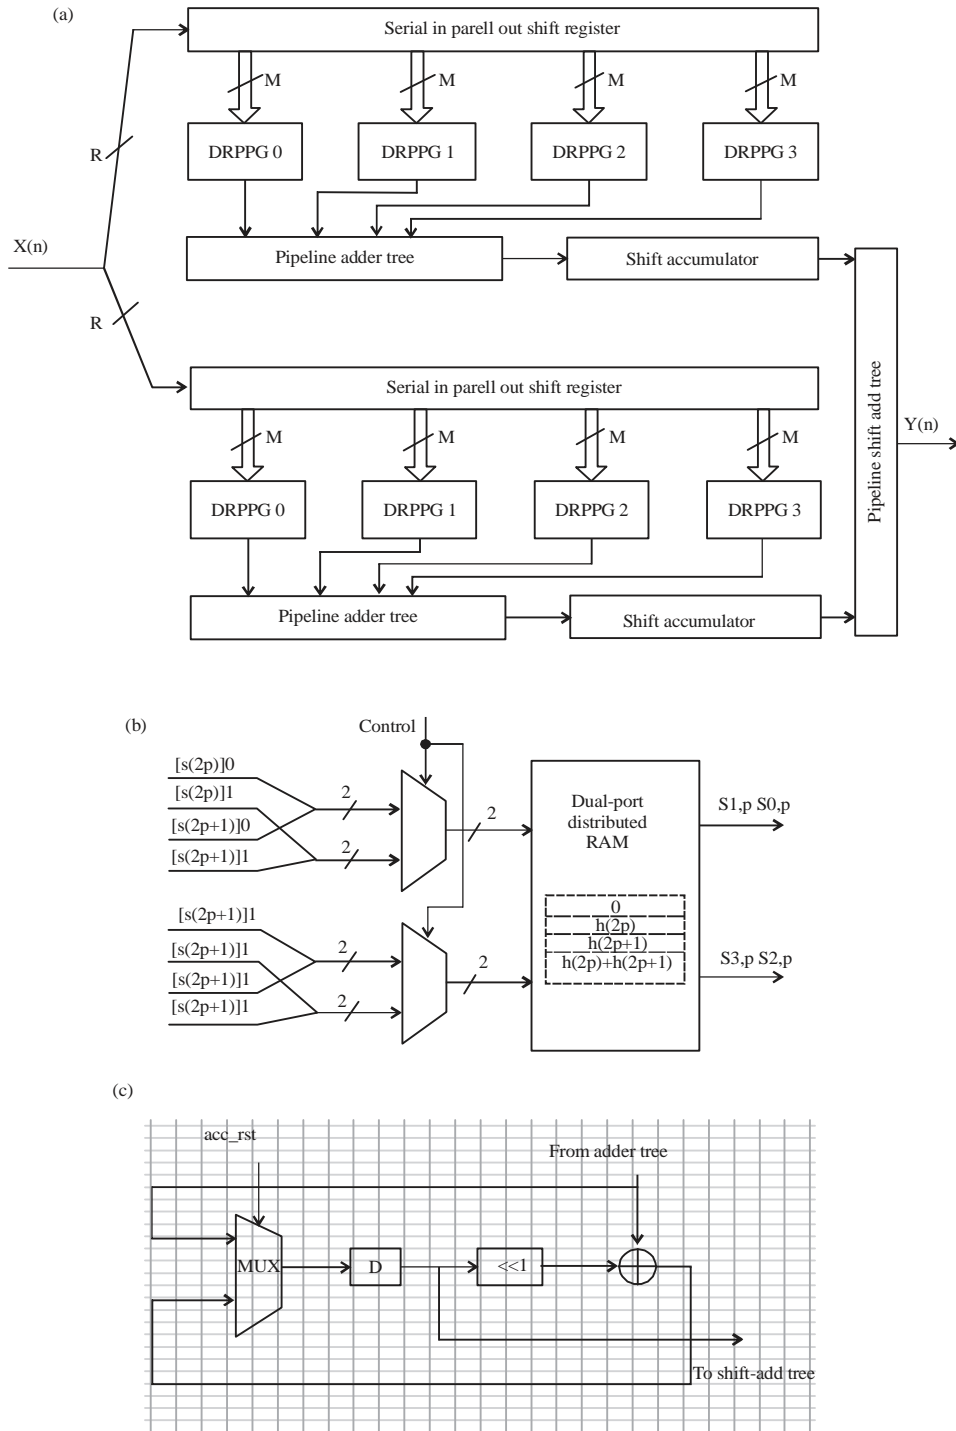 (a)
Serial in parell out shift register
M
M
M
M
R
DRPPG 0
DRPPG 1
DRPPG 2
DRPPG 3
X(n)
Pipeline adder tree
Shift accumulator
R
Serial in parell out shift register
M
M
M
M
Y(n)
Pipeline shift add tree
DRPPG 0
DRPPG 1
DRPPG 2
DRPPG 3
Pipeline adder tree
Shift accumulator
(b)
Control
[s(2p)]0
[s(2p)]1
[s(2p+1)]0
[s(2p+1)]1
2
2
2
Dual-port
distributed
RAM
S1,p S0,p
0
h(2p)
h(2p+1)
h(2p)+h(2p+1)
[s(2p+1)]1
[s(2p+1)]1
[s(2p+1)]1
[s(2p+1)]1
2
2
2
S3,p S2,p
(c)
acc_rst
From adder tree
MUX
D
<<1
To shift-add tree